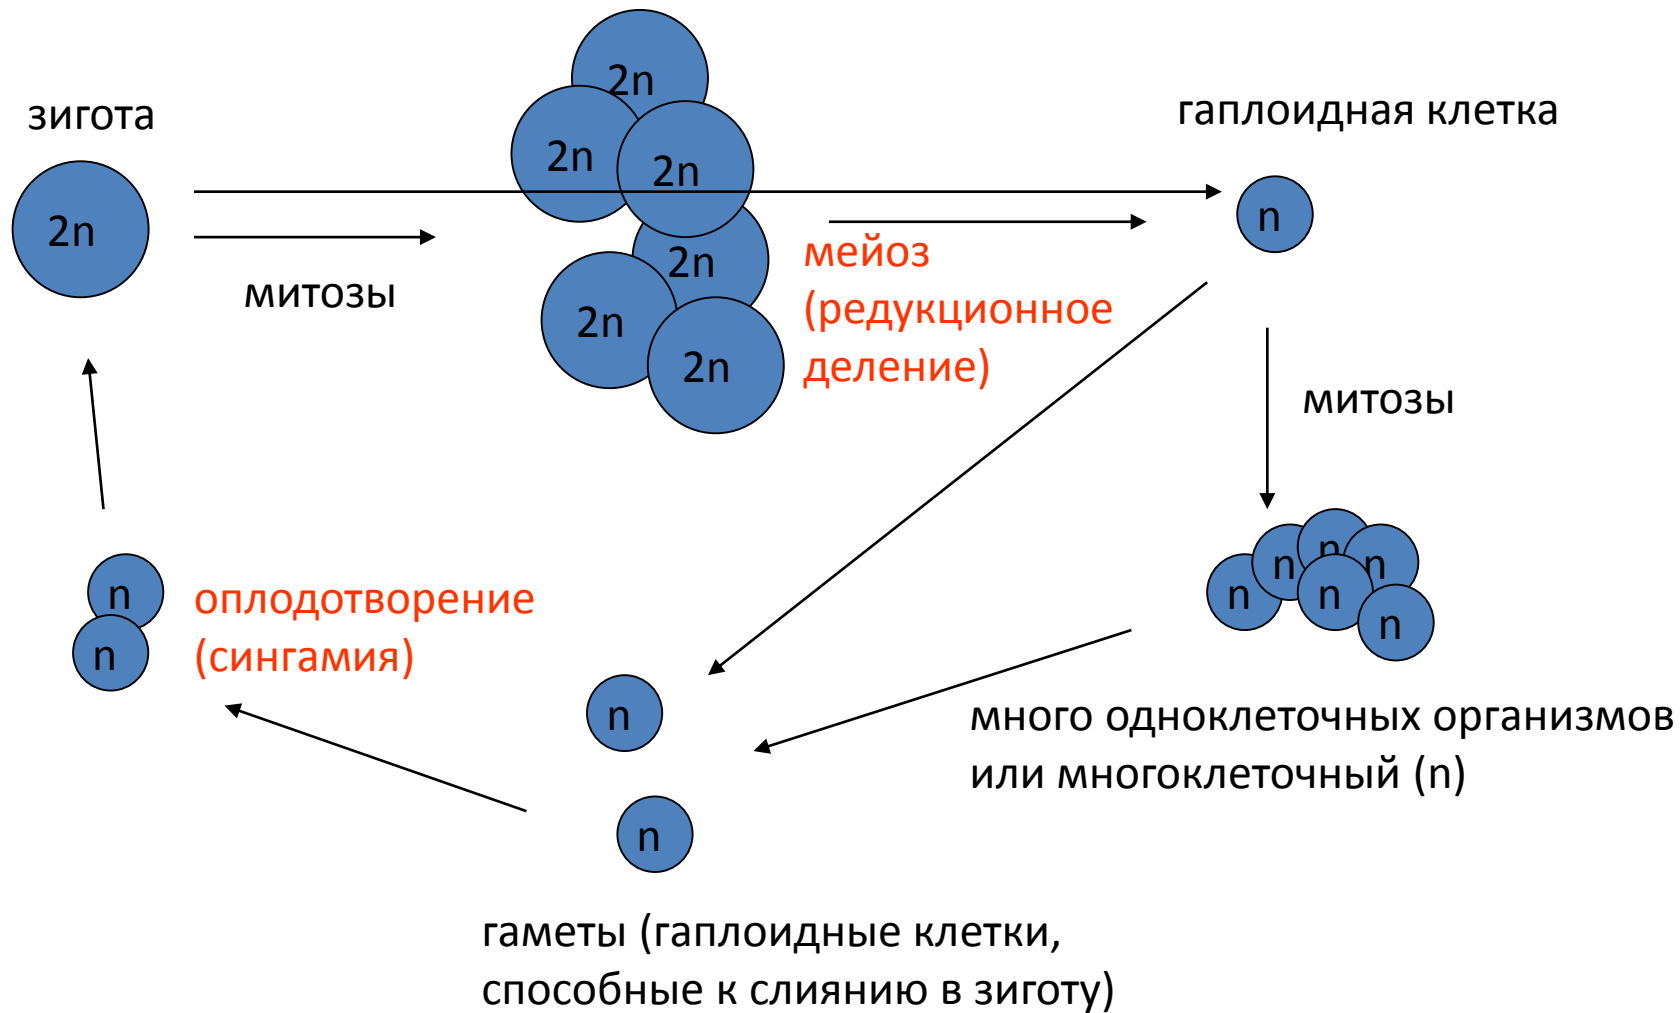 зигота
2n
митозы
2n
2n
2n
2n
2n
2n
мейоз
(редукционное
деление)
гаплоидная клетка
n
митозы
n
n
n
n
n
n
много одноклеточных организмов
или многоклеточный (n)
n
n
гаметы (гаплоидные клетки,
способные к слиянию в зиготу)
оплодотворение
(сингамия)
n
n